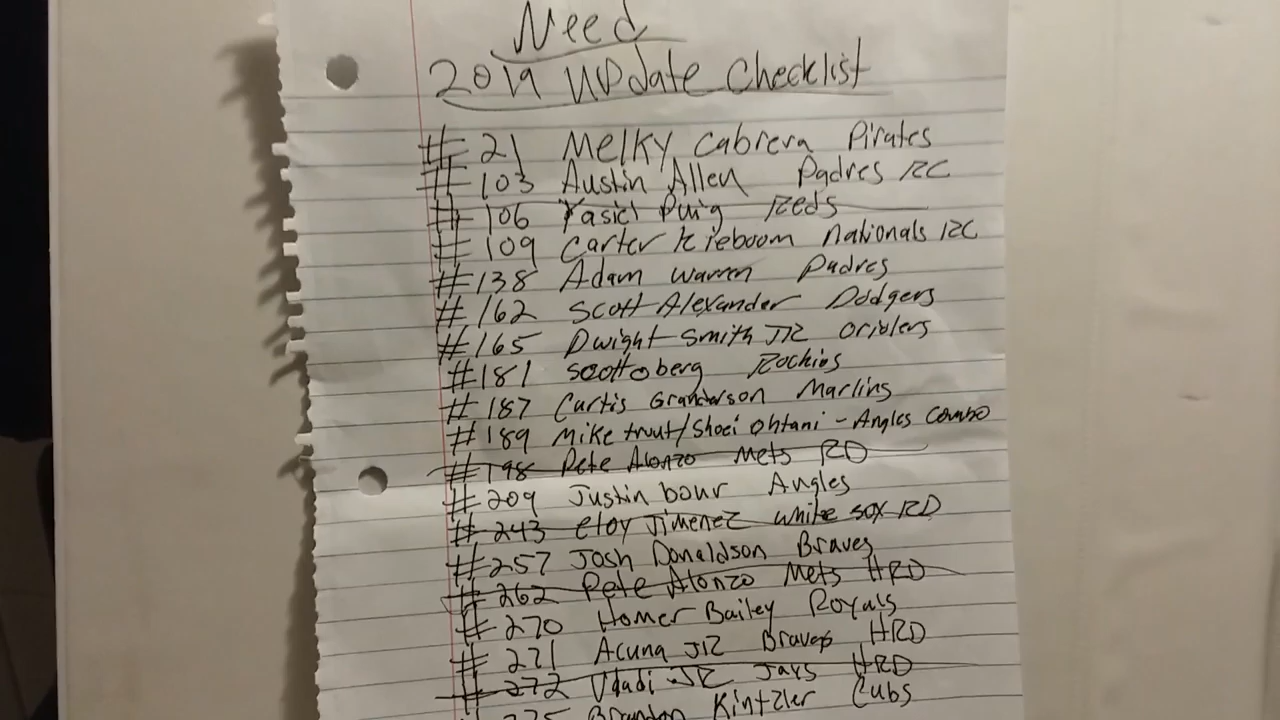 Need
2019 UPdate Checklist
# 21 Melky Cabrera Pirates
# 103 Austin Allen Padres RC
# 106 Yasiel Puig Reds
# 109 Carter Kieboom Nationals RC
# 138 Adam Warren Padres
# 162 Scott Alexander Dodgers
# 165 Dwight Smith JR Oriolers
# 181 Scott oberg Rockies
# 187 Curtis Granderson Marlins
# 189 Mike trout/Shoei Ohtani - Angles Combo
# 198 Pete Alonzo Mets RD
# 209 Justin bour Angles
# 243 eloy Jimenez White SOX RD
# 257 Josh Donaldson Braves
# 262 Pete Alonzo Mets HRD
# 270 Homer Bailey Royals
# 271 Acuna JR Braves HRD
# 272 Vladi JR Jays HRD
275 Brandon Kintzler Cubs